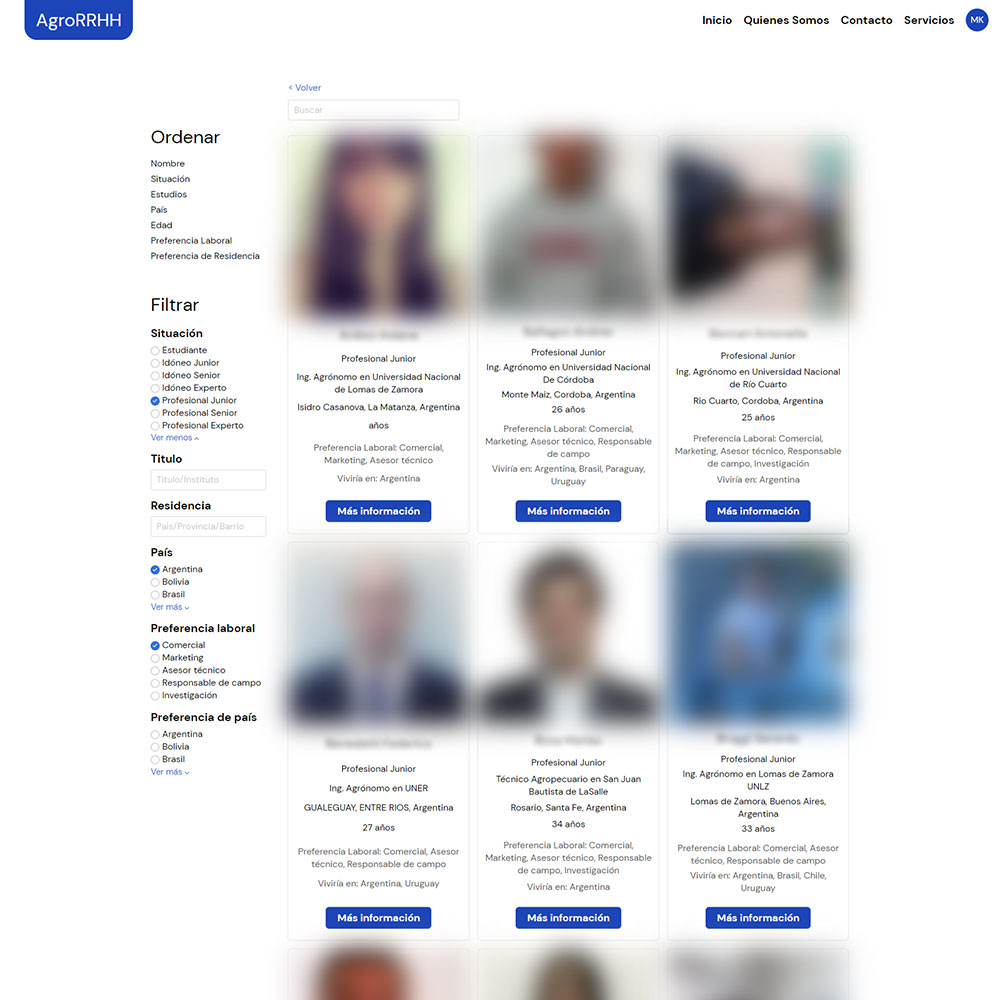 AgroRRHH
Inicio Quienes Somos Contacto Servicios MK
< Volver
Buscar
Ordenar
Nombre
Situación
Estudios
País
Edad
Preferencia Laboral
Preferencia de Residencia
Filtrar
Situación
Estudiante
Idóneo Junior
Idóneo Senior
Idóneo Experto
Profesional Junior
Profesional Senior
Profesional Experto
Ver menos
Titulo
Titulo/Instituto
Residencia
Pais/Provincia/Barrio
País
Argentina
Bolivia
Brasil
Ver más
Preferencia laboral
Comercial
Marketing
Asesor técnico
Responsable de campo
Investigación
Preferencia de país
Argentina
Bolivia
Brasil
Ver más
Profesional Junior
Ing. Agrónomo en Universidad Nacional
de Lomas de Zamora
Isidro Casanova, La Matanza, Argentina
años
Preferencia Laboral: Comercial,
Marketing, Asesor técnico
Viviría en: Argentina
Más información
Profesional Junior
Ing. Agrónomo en Universidad Nacional
De Córdoba
Monte Maiz, Cordoba, Argentina
26 años
Preferencia Laboral: Comercial,
Marketing, Asesor técnico, Responsable
de campo
Viviría en: Argentina, Brasil, Paraguay,
Uruguay
Más información
Profesional Junior
Ing. Agrónomo en Universidad Nacional
de Río Cuarto
Rio Cuarto, Cordoba, Argentina
25 años
Preferencia Laboral: Comercial,
Marketing, Asesor técnico, Responsable
de campo, Investigación
Viviría en: Argentina
Más información
Profesional Junior
Ing. Agrónomo en UNER
GUALEGUAY, ENTRE RIOS, Argentina
27 años
Preferencia Laboral: Comercial, Asesor
técnico, Responsable de campo
Viviría en: Argentina, Uruguay
Más información
Profesional Junior
Técnico Agropecuario en San Juan
Bautista de LaSalle
Rosario, Santa Fe, Argentina
34 años
Preferencia Laboral: Comercial,
Marketing, Asesor técnico, Responsable
de campo, Investigación
Viviría en: Argentina
Más información
Profesional Junior
Ing. Agrónomo en Lomas de Zamora
UNLZ
Lomas de Zamora, Buenos Aires,
Argentina
33 años
Preferencia Laboral: Comercial, Asesor
técnico, Responsable de campo
Viviría en: Argentina, Brasil, Chile,
Uruguay
Más información